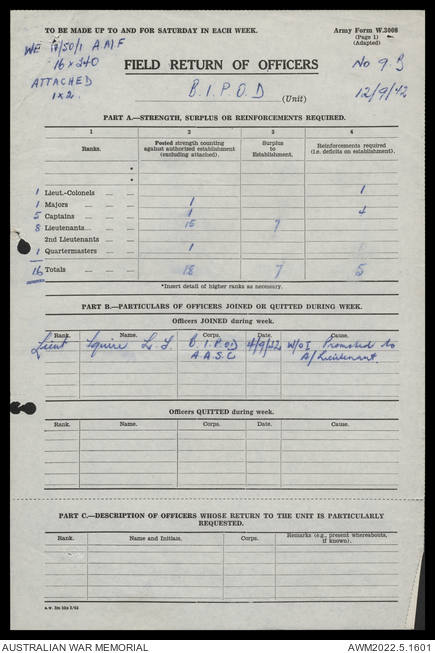 TO BE MADE UP TO AND FOR SATURDAY IN EACH WEEK.
Army Form W.3008
(Page 1)
(Adapted)
WE 18/50/1 A.M.F
16 x 240
ATTACHED
1 x 2.
FIELD RETURN OF OFFICERS
No 9 B
B.I.P.O.D (Unit)
12/9/42
PART A.—STRENGTH, SURPLUS OR REINFORCEMENTS REQUIRED.
1 2 3 4
Ranks. Posted strength counting against authorized establishment (excluding attached). Surplus to Establishment. Reinforcements required (i.e. deficits on establishment).
*
*
1 Lieut.-Colonels 1
1 Majors 1
5 Captains 1 4
8 Lieutenants 15 7
2nd Lieutenants
1 Quartermasters 1
16 Totals 18 7 5
*Insert detail of higher ranks as necessary.
PART B.—PARTICULARS OF OFFICERS JOINED OR QUITTED DURING WEEK.
Officers JOINED during week.
Rank. Name. Corps. Date. Cause.
Lieut Squire L. F. B.I.P.OD 4/9/42 W/O I Promoted to
A.A.S.C A/Lieutenant.
Officers QUITTED during week.
Rank. Name. Corps. Date. Cause.
PART C.—DESCRIPTION OF OFFICERS WHOSE RETURN TO THE UNIT IS PARTICULARLY
REQUESTED.
Rank. Name and Initials. Corps. Remarks (e.g., present whereabouts, if known).
AUSTRALIAN WAR MEMORIAL
AWM2022.5.1601